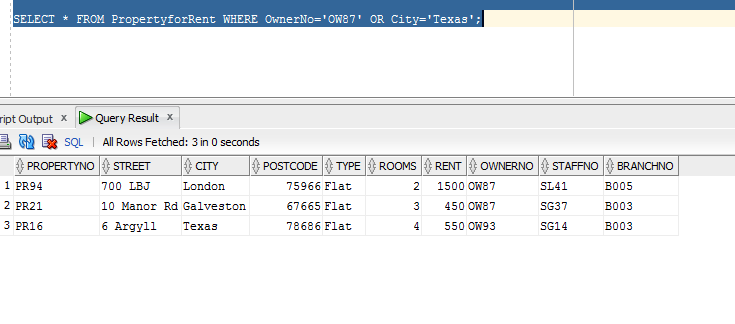 SELECT * FROM PropertyforRent WHERE OwnerNo='OW87' OR City='Texas';
ript Output x Query Result x
SQL | All Rows Fetched: 3 in 0 seconds
PROPERTYNO STREET CITY POSTCODE TYPE ROOMS RENT OWNERNO STAFFNO BRANCHNO
1 PR94 700 LBJ London 75966 Flat 2 1500 OW87 SL41 B005
2 PR21 10 Manor Rd Galveston 67665 Flat 3 450 OW87 SG37 B003
3 PR16 6 Argyll Texas 78686 Flat 4 550 OW93 SG14 B003